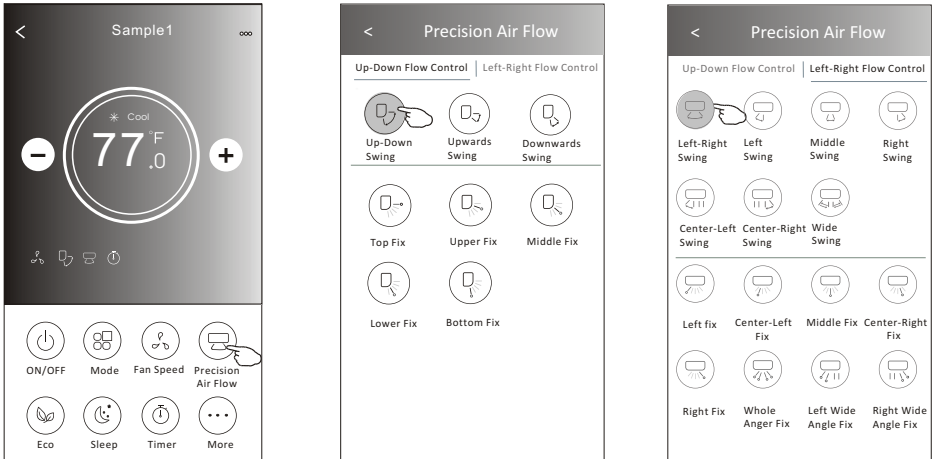 < Sample1 ooo
Cool
77.0 °F
− +
ON/OFF Mode Fan Speed Precision
Air Flow
Eco Sleep Timer More
< Precision Air Flow
Up-Down Flow Control | Left-Right Flow Control
Up-Down Upwards Downwards
Swing Swing Swing
Top Fix Upper Fix Middle Fix
Lower Fix Bottom Fix
< Precision Air Flow
Up-Down Flow Control | Left-Right Flow Control
Left-Right Left Middle Right
Swing Swing Swing Swing
Center-Left Center-Right Wide
Swing Swing Swing
Left fix Center-Left Middle Fix Center-Right
Fix Fix
Right Fix Whole Left Wide Right Wide
Anger Fix Angle Fix Angle Fix